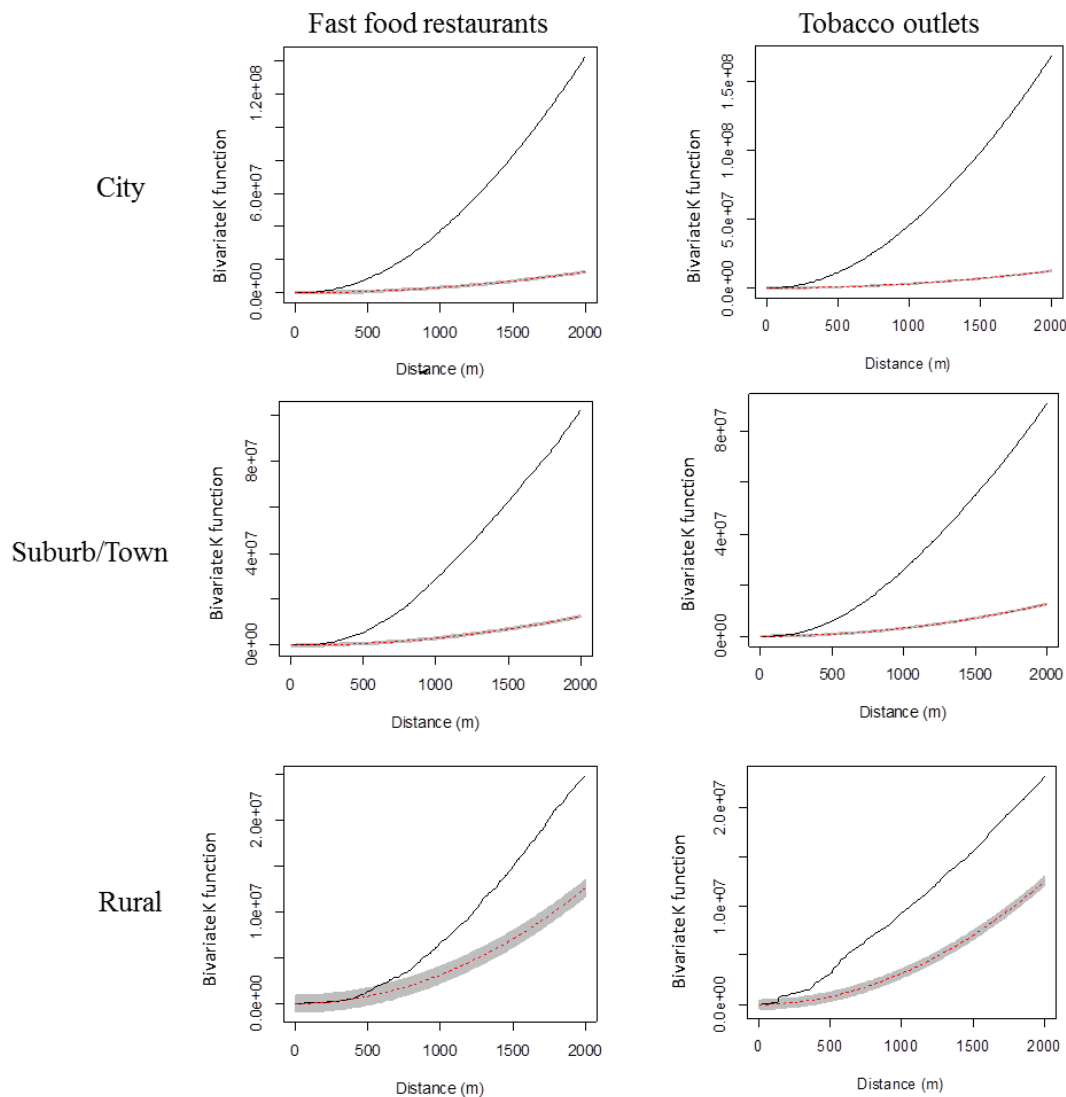 Fast food restaurants
Tobacco outlets
City
Bivariate K function
0.0e+00 6.0e+07 1.2e+08
0 500 1000 1500 2000
Distance (m)
Bivariate K function
0.0e+00 5.0e+07 1.0e+08 1.5e+08
0 500 1000 1500 2000
Distance (m)
Suburb/Town
Bivariate K function
0e+00 4e+07 8e+07
0 500 1000 1500 2000
Distance (m)
Bivariate K function
0e+00 4e+07 8e+07
0 500 1000 1500 2000
Distance (m)
Rural
Bivariate K function
0.0e+00 1.0e+07 2.0e+07
0 500 1000 1500 2000
Distance (m)
Bivariate K function
0.0e+00 1.0e+07 2.0e+07
0 500 1000 1500 2000
Distance (m)